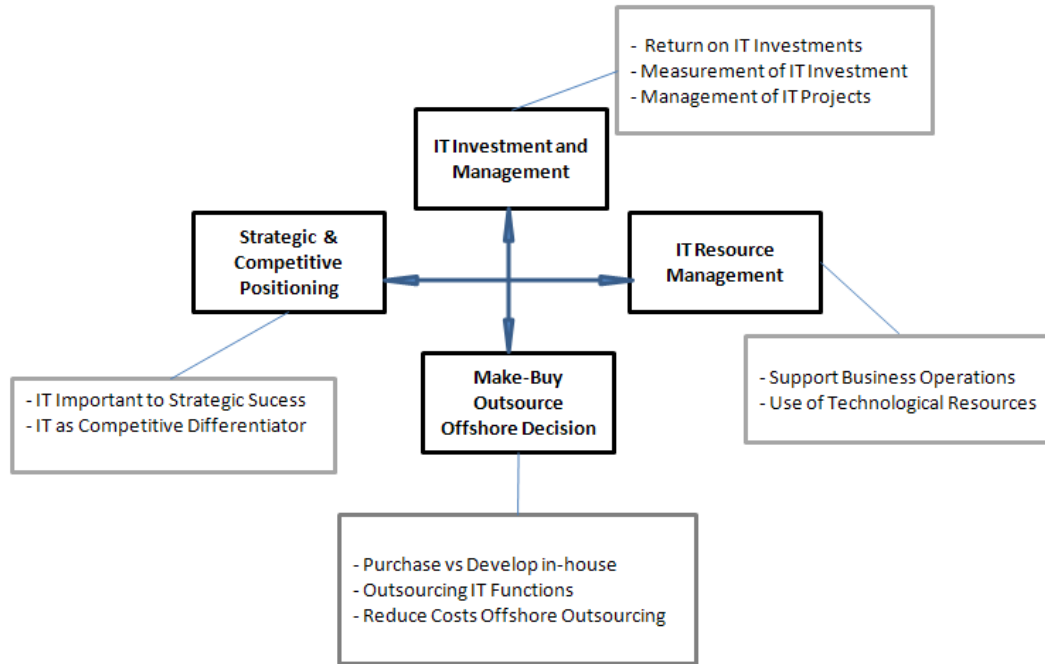 - Return on IT Investments
- Measurement of IT Investment
- Management of IT Projects
IT Investment and
Management
Strategic &
Competitive
Positioning
IT Resource
Management
Make-Buy
Outsource
Offshore Decision
- IT Important to Strategic Sucess
- IT as Competitive Differentiator
- Support Business Operations
- Use of Technological Resources
- Purchase vs Develop in-house
- Outsourcing IT Functions
- Reduce Costs Offshore Outsourcing